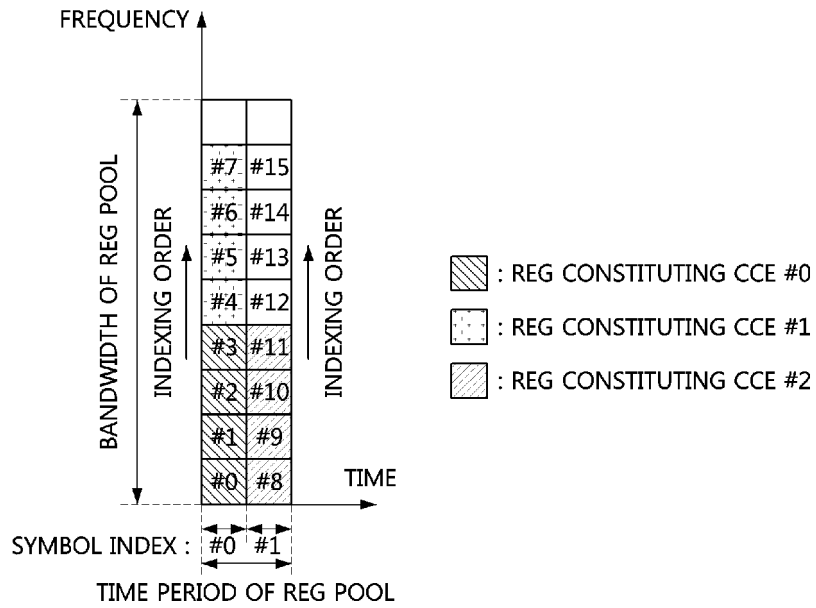 FREQUENCY
BANDWIDTH OF REG POOL
INDEXING ORDER
#7 #15
#6 #14
#5 #13
#4 #12
#3 #11
#2 #10
#1 #9
#0 #8
INDEXING ORDER
TIME
SYMBOL INDEX : #0 #1
TIME PERIOD OF REG POOL
: REG CONSTITUTING CCE #0
: REG CONSTITUTING CCE #1
: REG CONSTITUTING CCE #2